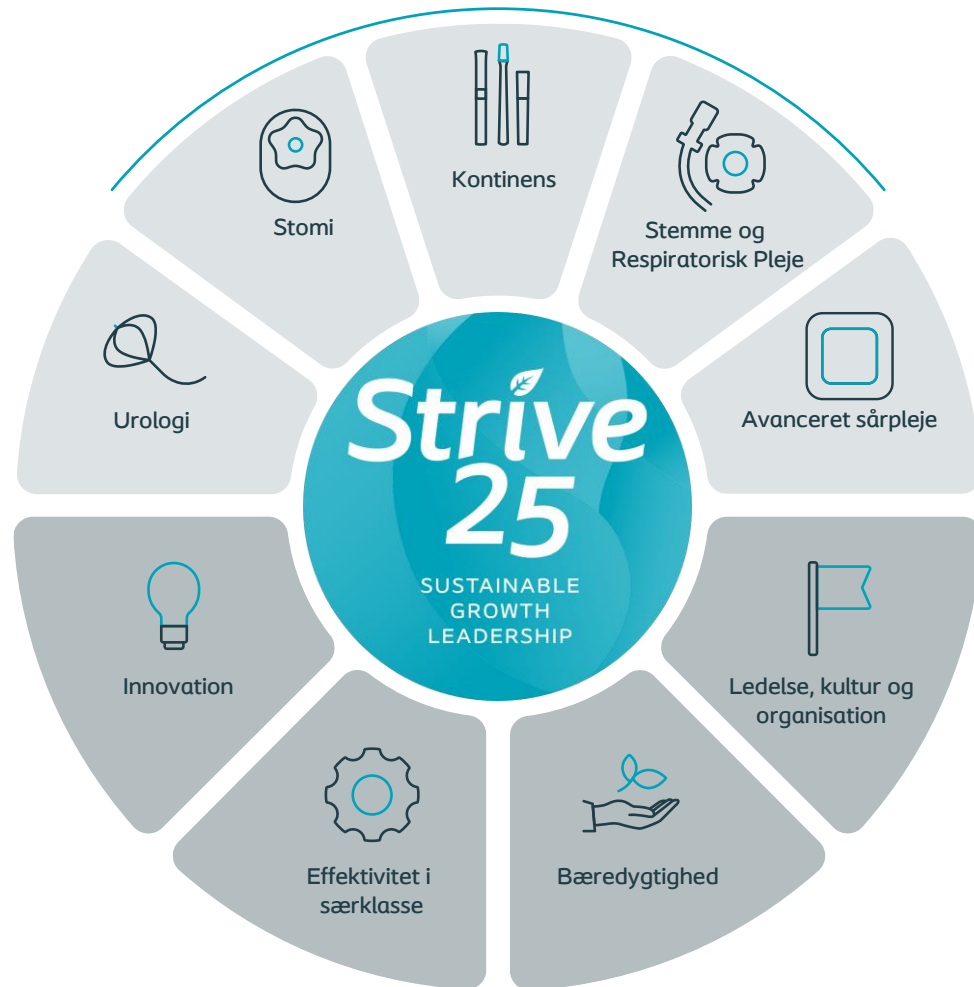 Kontinens
Stomi
Stemme og
Respiratorisk Pleje
Urologi
Avanceret sårpleje
Strive
25
SUSTAINABLE
GROWTH
LEADERSHIP
Innovation
Ledelse, kultur og
organisation
Effektivitet i
særklasse
Bæredygtighed